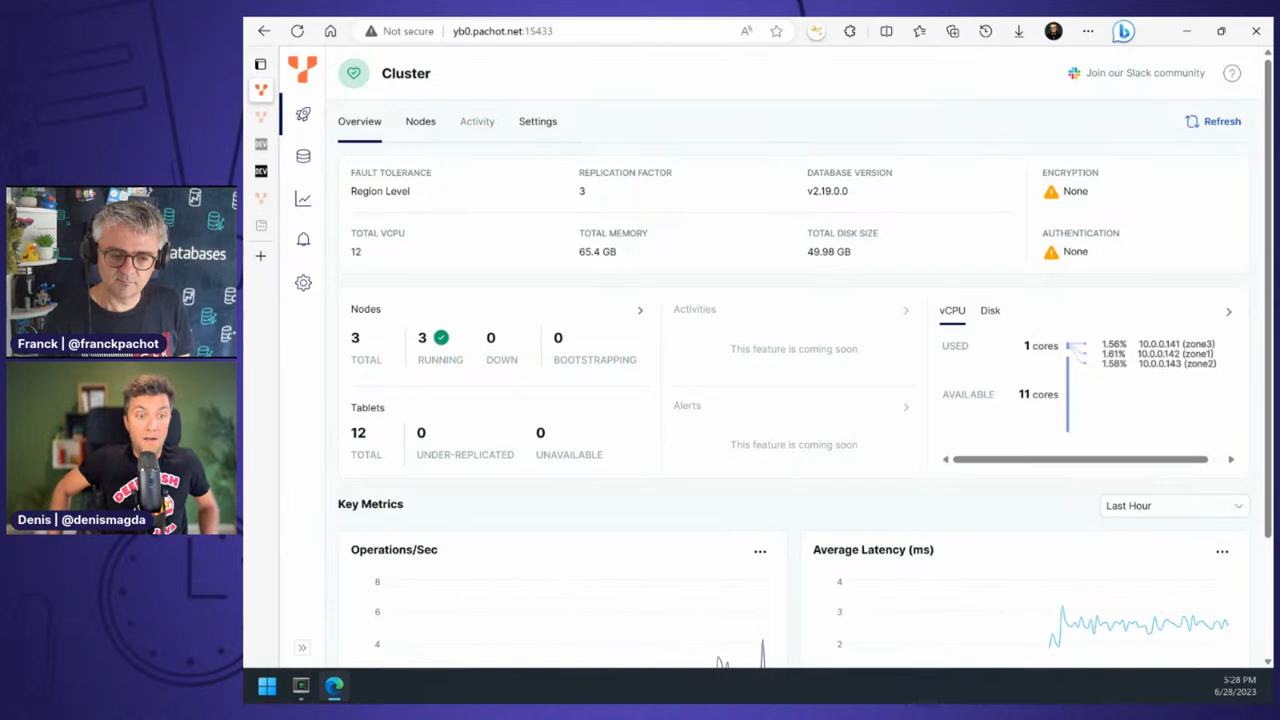 Not secure
yb0.pachot.net:15433
Cluster
Join our Slack community
Overview
Nodes
Activity
Settings
Refresh
FAULT TOLERANCE
Region Level
REPLICATION FACTOR
3
DATABASE VERSION
v2.19.0.0
ENCRYPTION
None
TOTAL VCPU
12
TOTAL MEMORY
65.4 GB
TOTAL DISK SIZE
49.98 GB
AUTHENTICATION
None
Nodes
3
TOTAL
3
RUNNING
0
DOWN
0
BOOTSTRAPPING
Tablets
12
TOTAL
0
UNDER-REPLICATED
0
UNAVAILABLE
Activities
This feature is coming soon
Alerts
This feature is coming soon
vCPU
Disk
USED
1 cores
1.56% 10.0.0.141 (zone3)
1.61% 10.0.0.142 (zone1)
1.58% 10.0.0.143 (zone2)
AVAILABLE
11 cores
Key Metrics
Last Hour
Operations/Sec
8
6
4
Average Latency (ms)
4
3
2
DEV
DEV
atabases
Franck | @franckpachot
Denis | @denismagda
5:28 PM
6/28/2023